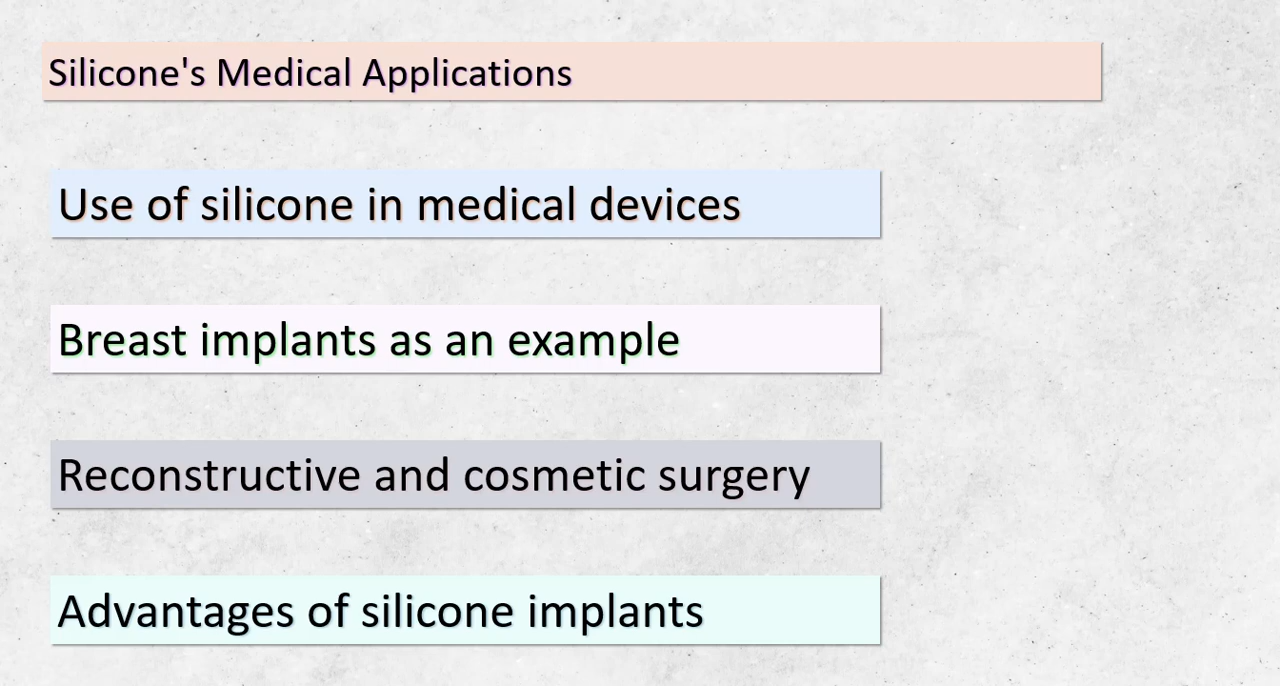 Silicone's Medical Applications
Use of silicone in medical devices
Breast implants as an example
Reconstructive and cosmetic surgery
Advantages of silicone implants